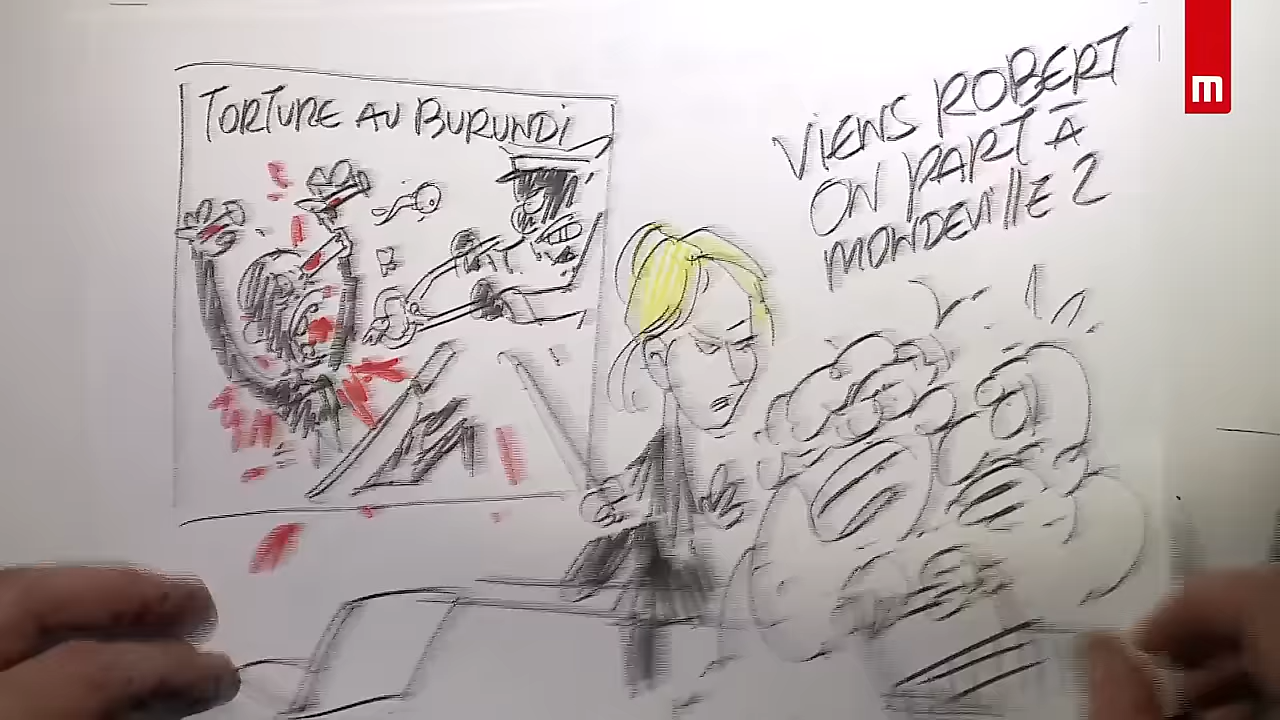 TORTURE AU BURUNDI
VIENS ROBERT
ON PART À
MONDEVILLE 2
m